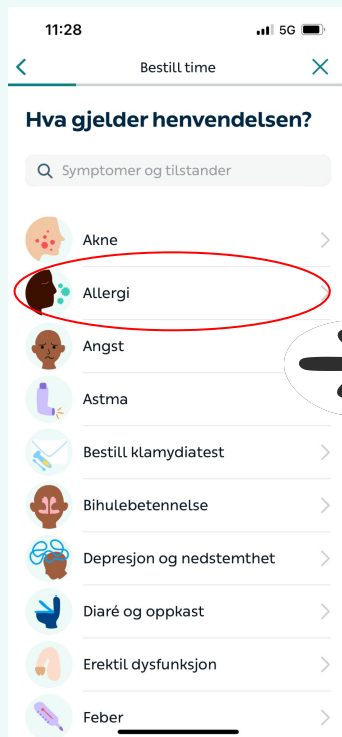 11:28
5G
Bestill time
Hva gjelder henvendelsen?
Symptomer og tilstander
Akne
Allergi
Angst
Astma
Bestill klamydiatest
Bihulebetennelse
Depresjon og nedstemthet
Diaré og oppkast
Erektil dysfunksjon
Feber